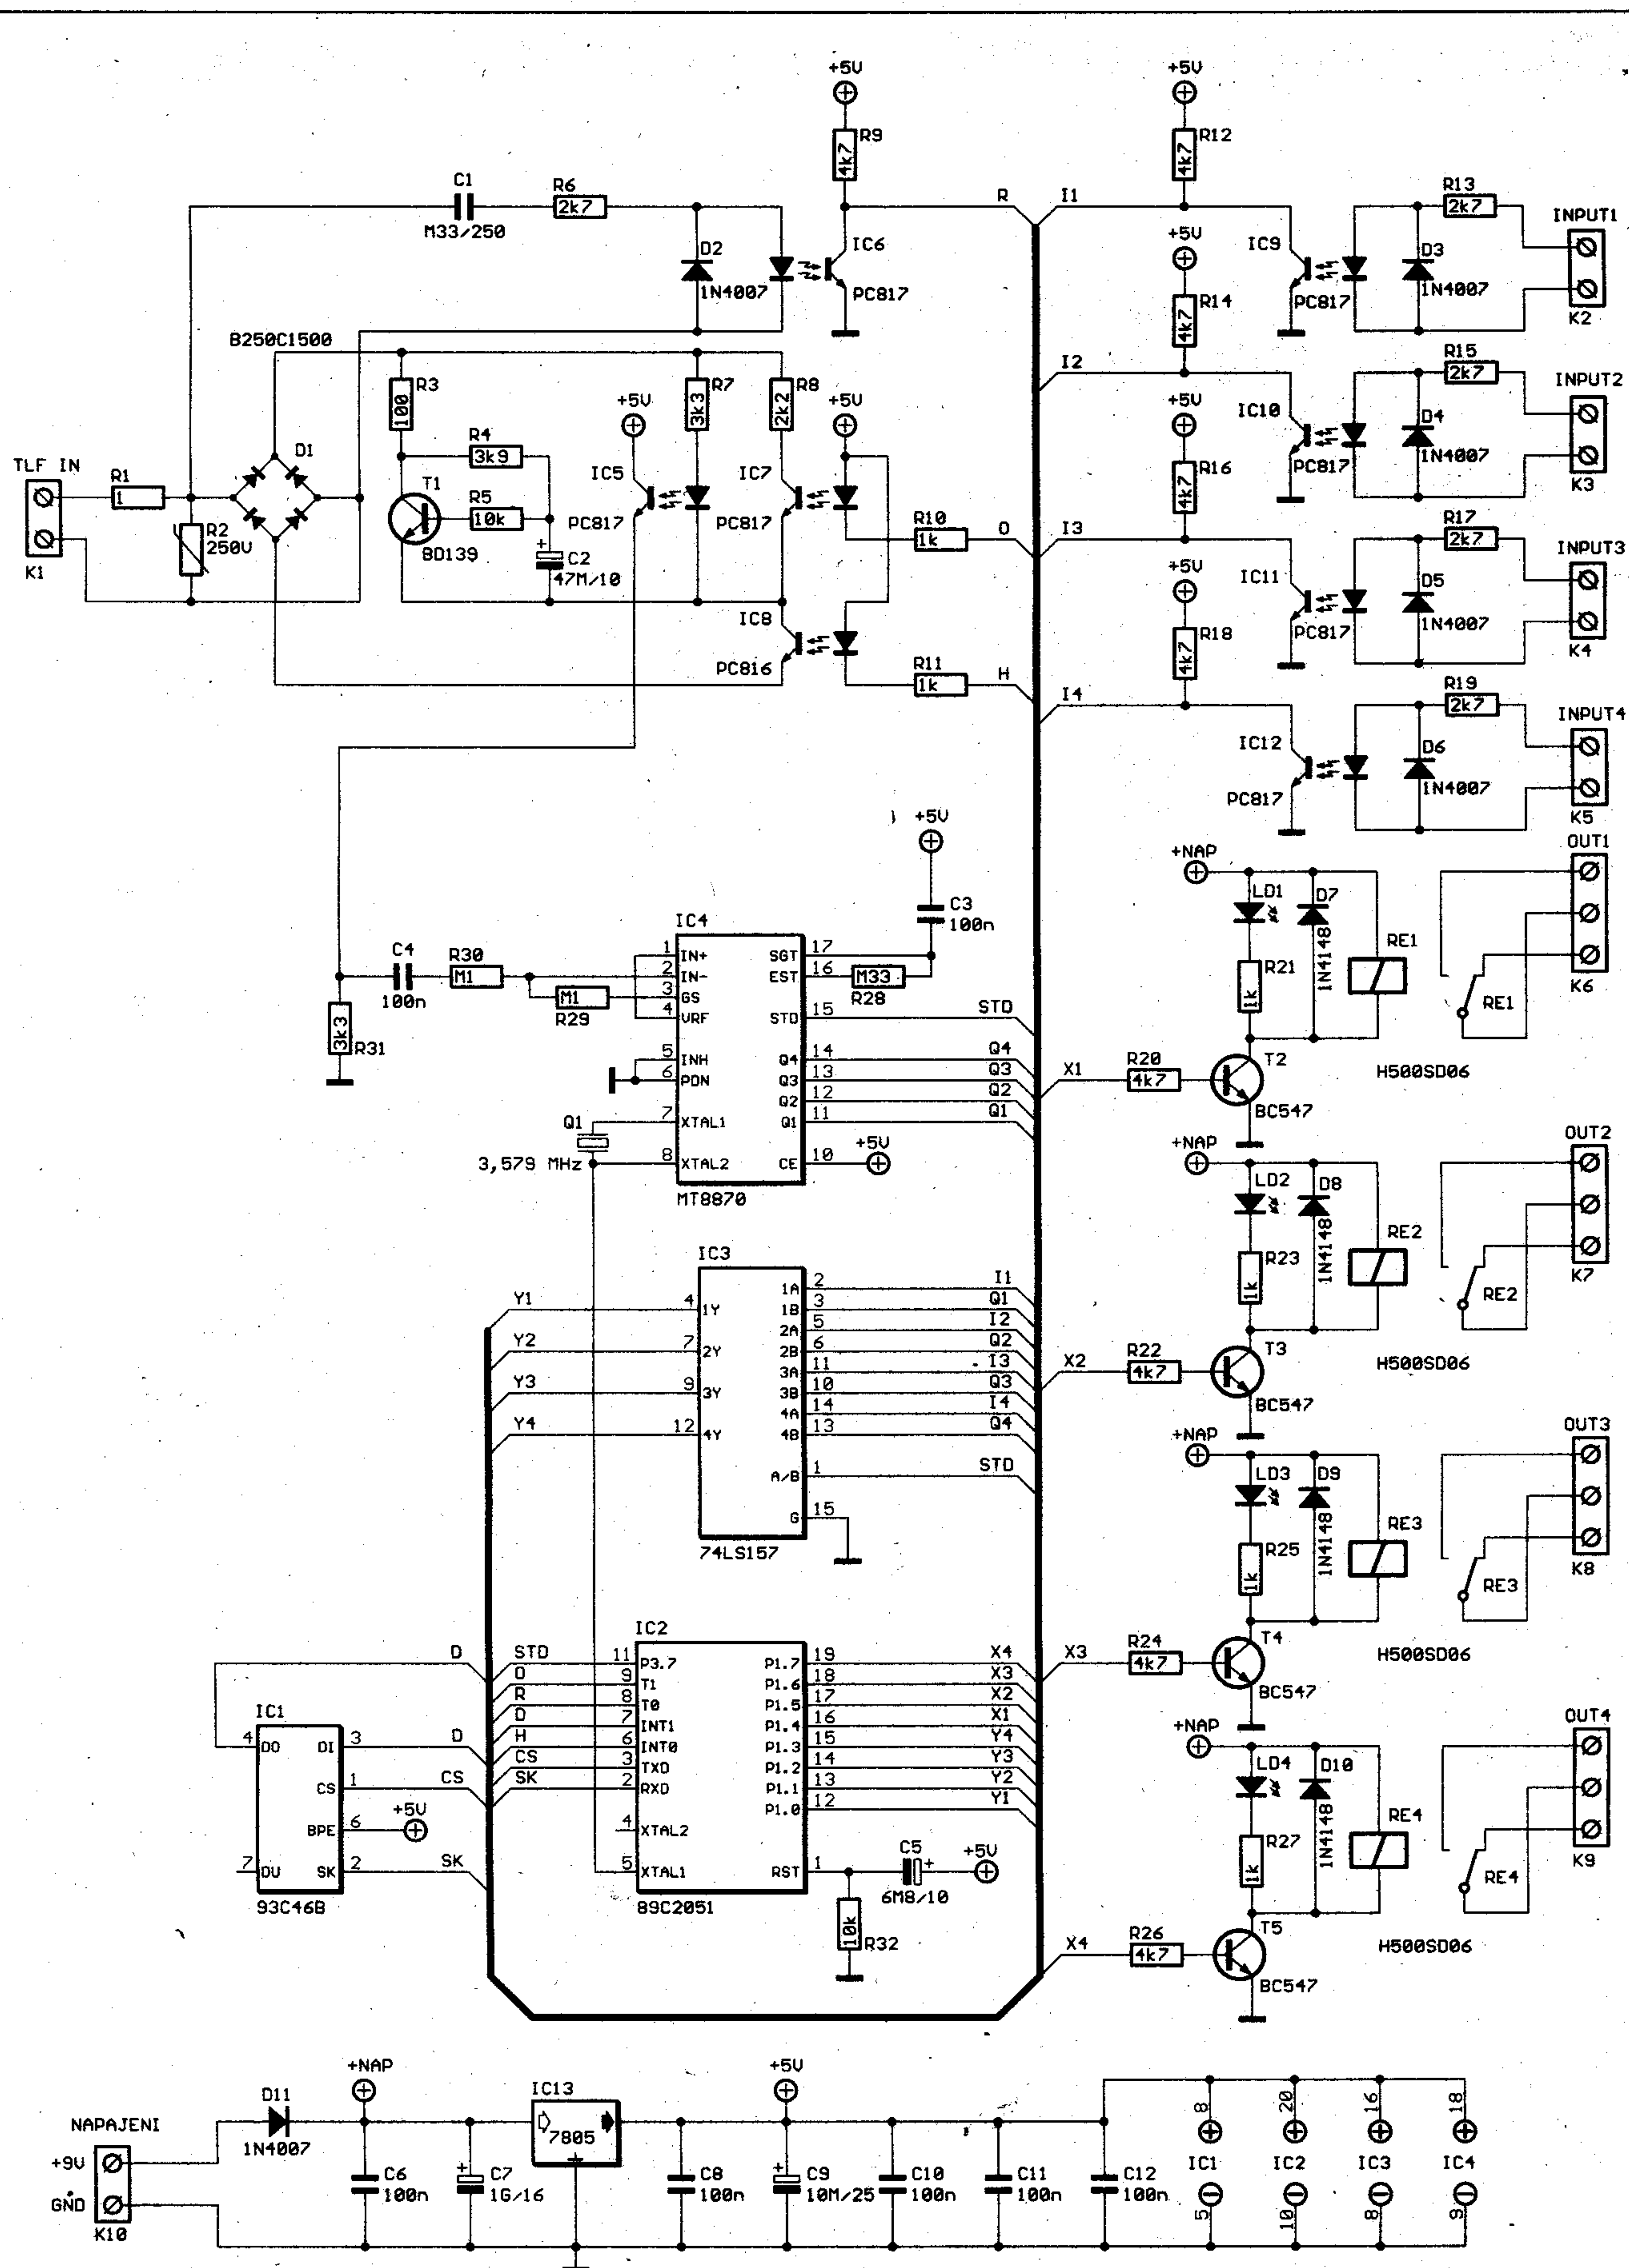 +5V
R9
4k7
C1
M33/250
R6
2k7
D2
1N4007
IC6
PC817
R
B250C1500
TLF IN
K1
R1
1
R2
250V
D1
R3
100
R4
3k9
T1
BD139
R5
10k
C2
47M/10
+5V
IC5
PC817
R7
3k3
R8
2k2
IC7
PC817
+5V
R10
1k
O
IC8
PC816
R11
1k
H
+5V
R12
4k7
I1
IC9
PC817
D3
1N4007
R13
2k7
INPUT1
K2
+5V
R14
4k7
I2
IC10
PC817
D4
1N4007
R15
2k7
INPUT2
K3
+5V
R16
4k7
I3
IC11
PC817
D5
1N4007
R17
2k7
INPUT3
K4
+5V
R18
4k7
I4
IC12
PC817
D6
1N4007
R19
2k7
INPUT4
K5
+5V
C3
100n
IC4
C4
100n
R30
M1
M1
R29
3k3
R31
1 IN+
2 IN-
3 GS
4 VRF
5 INH
6 PDN
7 XTAL1
8 XTAL2
SGT 17
EST 16
M33
R28
STD 15 STD
Q4 14 Q4
Q3 13 Q3
Q2 12 Q2
Q1 11 Q1
CE 10 +5V
Q1
3,579 MHz
MT8870
IC3
Y1 4 1Y
Y2 7 2Y
Y3 9 3Y
Y4 12 4Y
1A 2 I1
1B 3 Q1
2A 5 I2
2B 6 Q2
3A 11 I3
3B 10 Q3
4A 14 I4
4B 13 Q4
A/B 1 STD
G 15
74LS157
IC2
STD 11 P3.7
O 9 T1
R 8 T0
D 7 INT1
H 6 INT0
CS 3 TXD
SK 2 RXD
4 XTAL2
5 XTAL1
P1.7 19 X4
P1.6 18 X3
P1.5 17 X2
P1.4 16 X1
P1.3 15 Y4
P1.2 14 Y3
P1.1 13 Y2
P1.0 12 Y1
RST 1
C5
+5V
6M8/10
10k
R32
89C2051
D
IC1
4 DO
DI 3 D
CS 1 CS
BPE 6 +5V
7 DU
SK 2 SK
93C46B
+NAP
LD1
D7
1N4148
R21
1k
RE1
X1
R20
4k7
T2
BC547
H500SD06
OUT1
K6
RE1
+NAP
LD2
D8
1N4148
R23
1k
RE2
X2
R22
4k7
T3
BC547
H500SD06
OUT2
K7
RE2
+NAP
LD3
D9
1N4148
R25
1k
RE3
X3
R24
4k7
T4
BC547
H500SD06
OUT3
K8
RE3
+NAP
LD4
D10
1N4148
R27
1k
RE4
X4
R26
4k7
T5
BC547
H500SD06
OUT4
K9
RE4
NAPAJENI
+9V
GND
K10
D11
1N4007
+NAP
C6
100n
C7
1G/16
IC13
7805
C8
100n
+5V
C9
10M/25
C10
100n
C11
100n
C12
100n
8 20 16 18
IC1 IC2 IC3 IC4
5 10 8 9